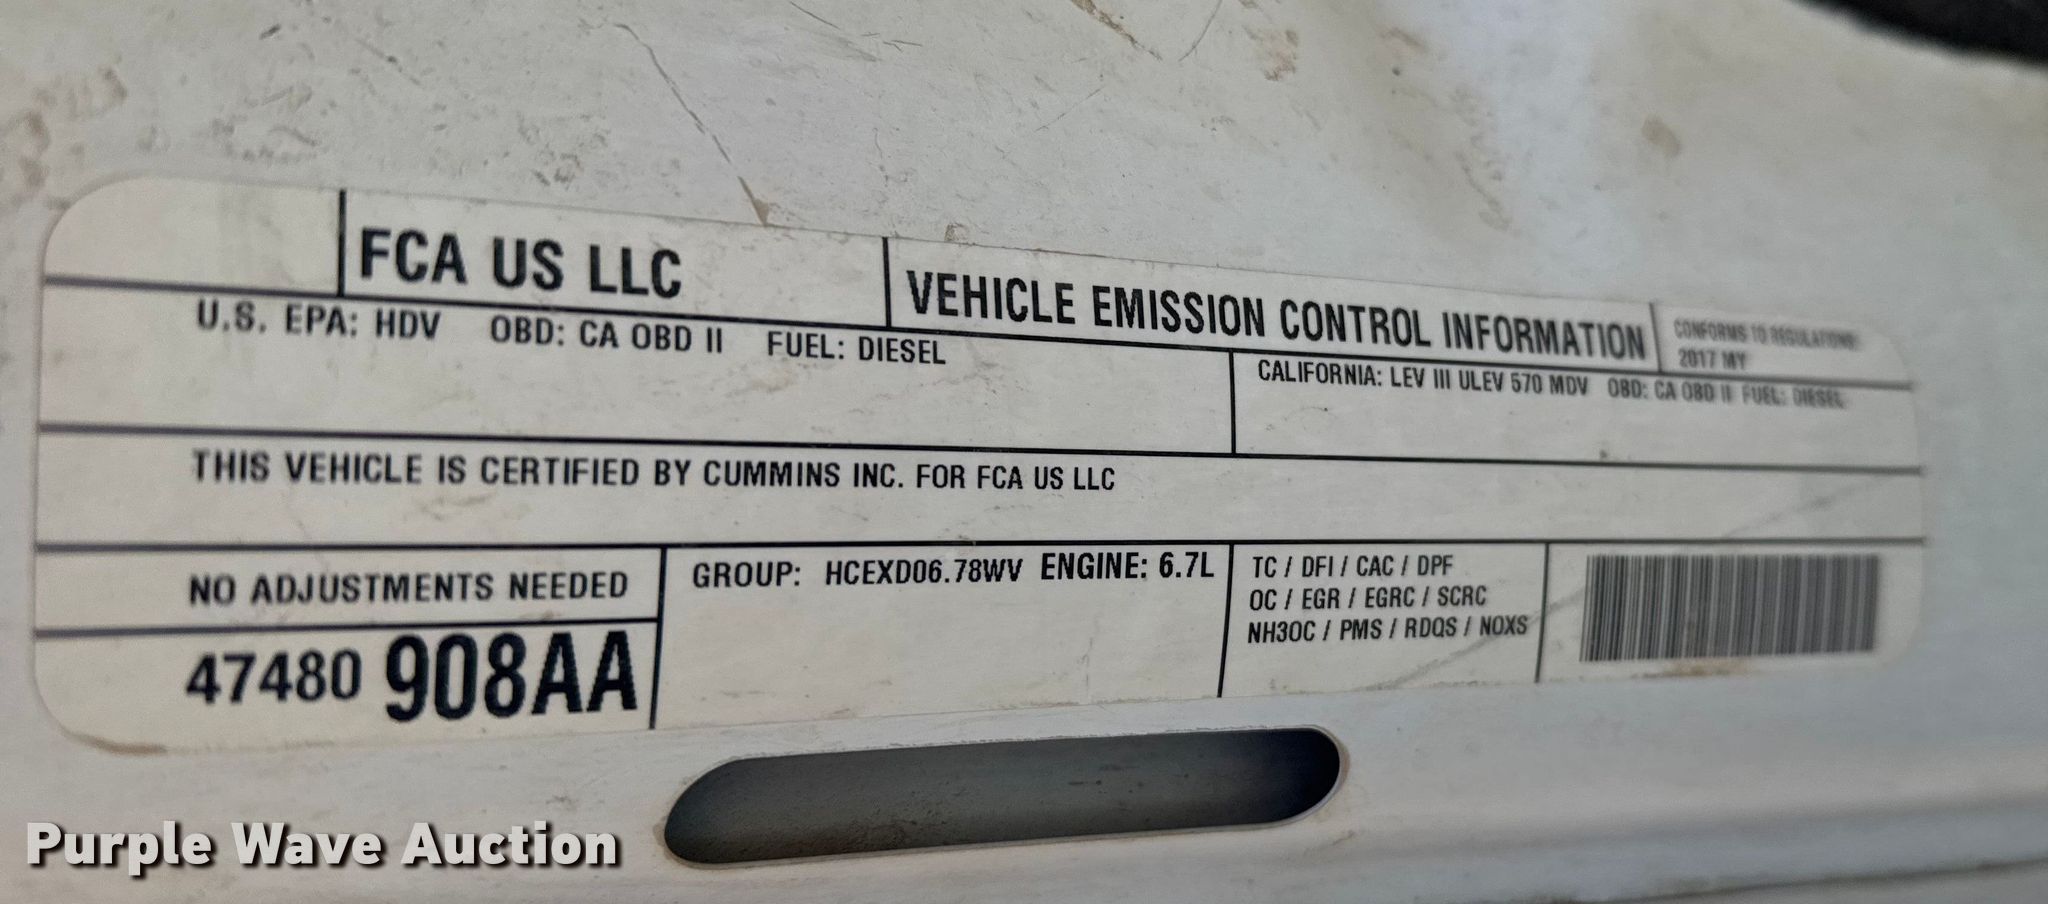 FCA US LLC
VEHICLE EMISSION CONTROL INFORMATION
CONFORMS TO REGULATIONS:
2017 MY
U.S. EPA: HDV OBD: CA OBD II FUEL: DIESEL
CALIFORNIA: LEV III ULEV 570 MDV OBD: CA OBD II FUEL: DIESEL
THIS VEHICLE IS CERTIFIED BY CUMMINS INC. FOR FCA US LLC
NO ADJUSTMENTS NEEDED
47480 908AA
GROUP: HCEXD06.78WV ENGINE: 6.7L
TC / DFI / CAC / DPF
OC / EGR / EGRC / SCRC
NH3OC / PMS / RDQS / NOXS
Purple Wave Auction